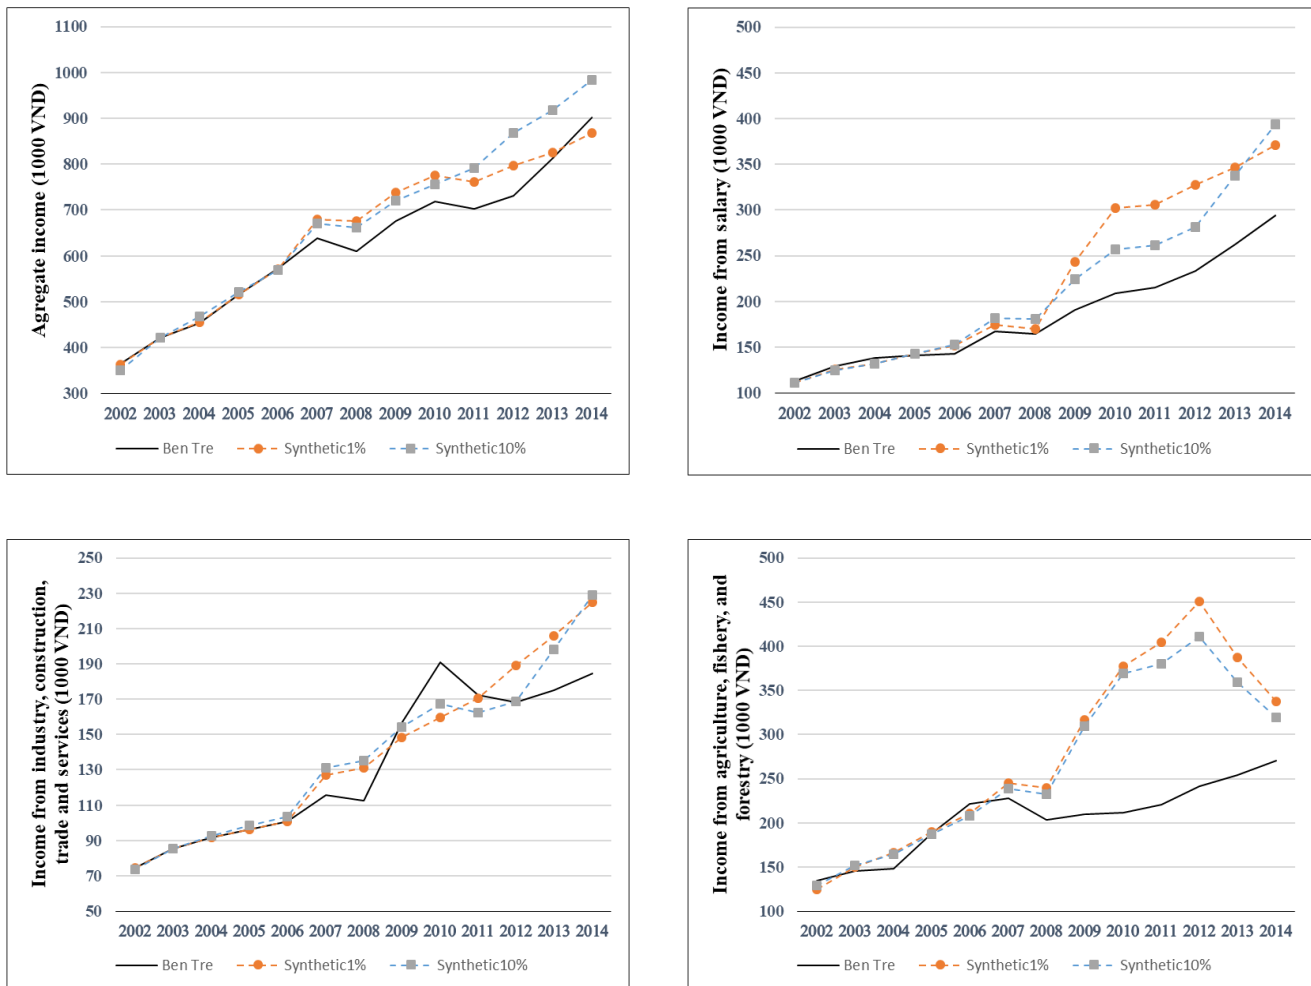 Agregate income (1000 VND)
1100
1000
900
800
700
600
500
400
300
2002 2003 2004 2005 2006 2007 2008 2009 2010 2011 2012 2013 2014
Ben Tre Synthetic1% Synthetic10%
Income from salary (1000 VND)
500
450
400
350
300
250
200
150
100
2002 2003 2004 2005 2006 2007 2008 2009 2010 2011 2012 2013 2014
Ben Tre Synthetic1% Synthetic10%
Income from industry, construction,
trade and services (1000 VND)
250
230
210
190
170
150
130
110
90
70
50
2002 2003 2004 2005 2006 2007 2008 2009 2010 2011 2012 2013 2014
Ben Tre Synthetic1% Synthetic10%
Income from agriculture, fishery, and
forestry (1000 VND)
500
450
400
350
300
250
200
150
100
2002 2003 2004 2005 2006 2007 2008 2009 2010 2011 2012 2013 2014
Ben Tre Synthetic1% Synthetic10%